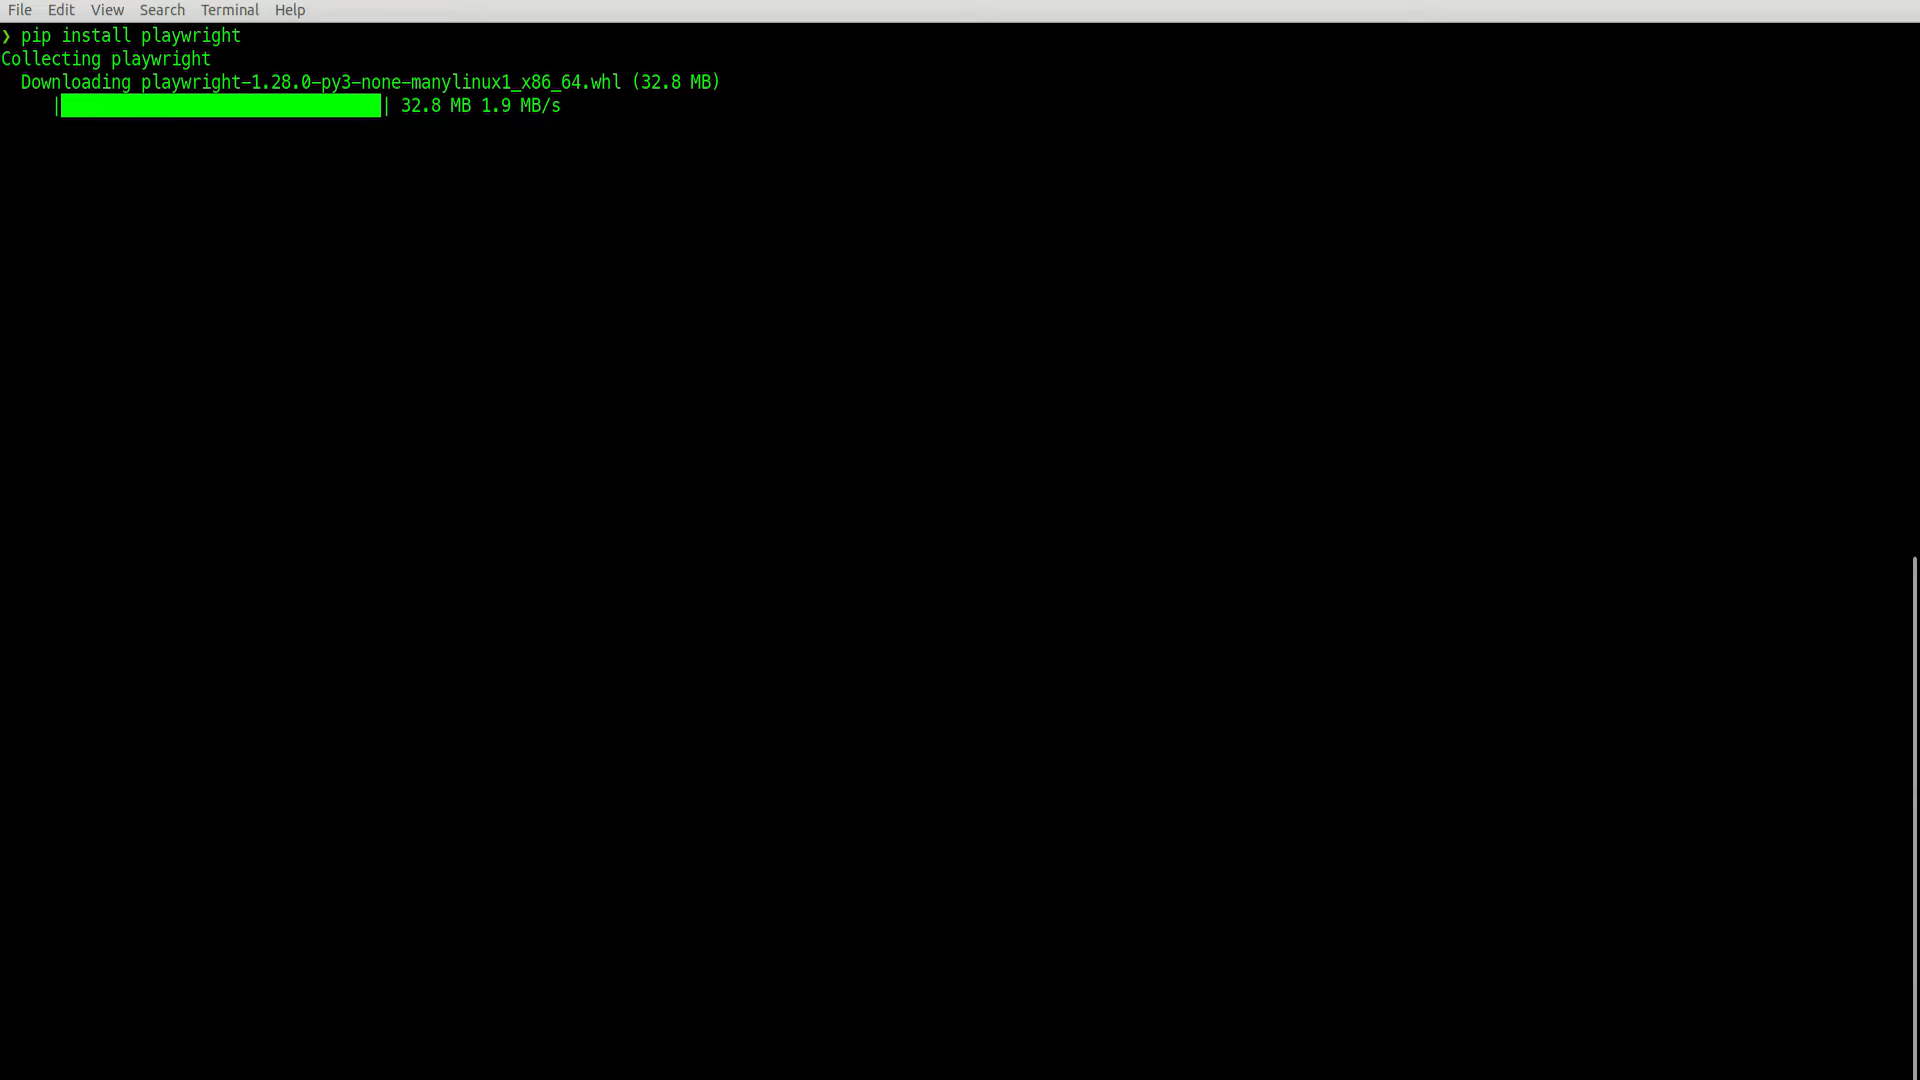 File Edit View Search Terminal Help
❯ pip install playwright
Collecting playwright
Downloading playwright-1.28.0-py3-none-manylinux1_x86_64.whl (32.8 MB)
|████████████████████████████████| 32.8 MB 1.9 MB/s